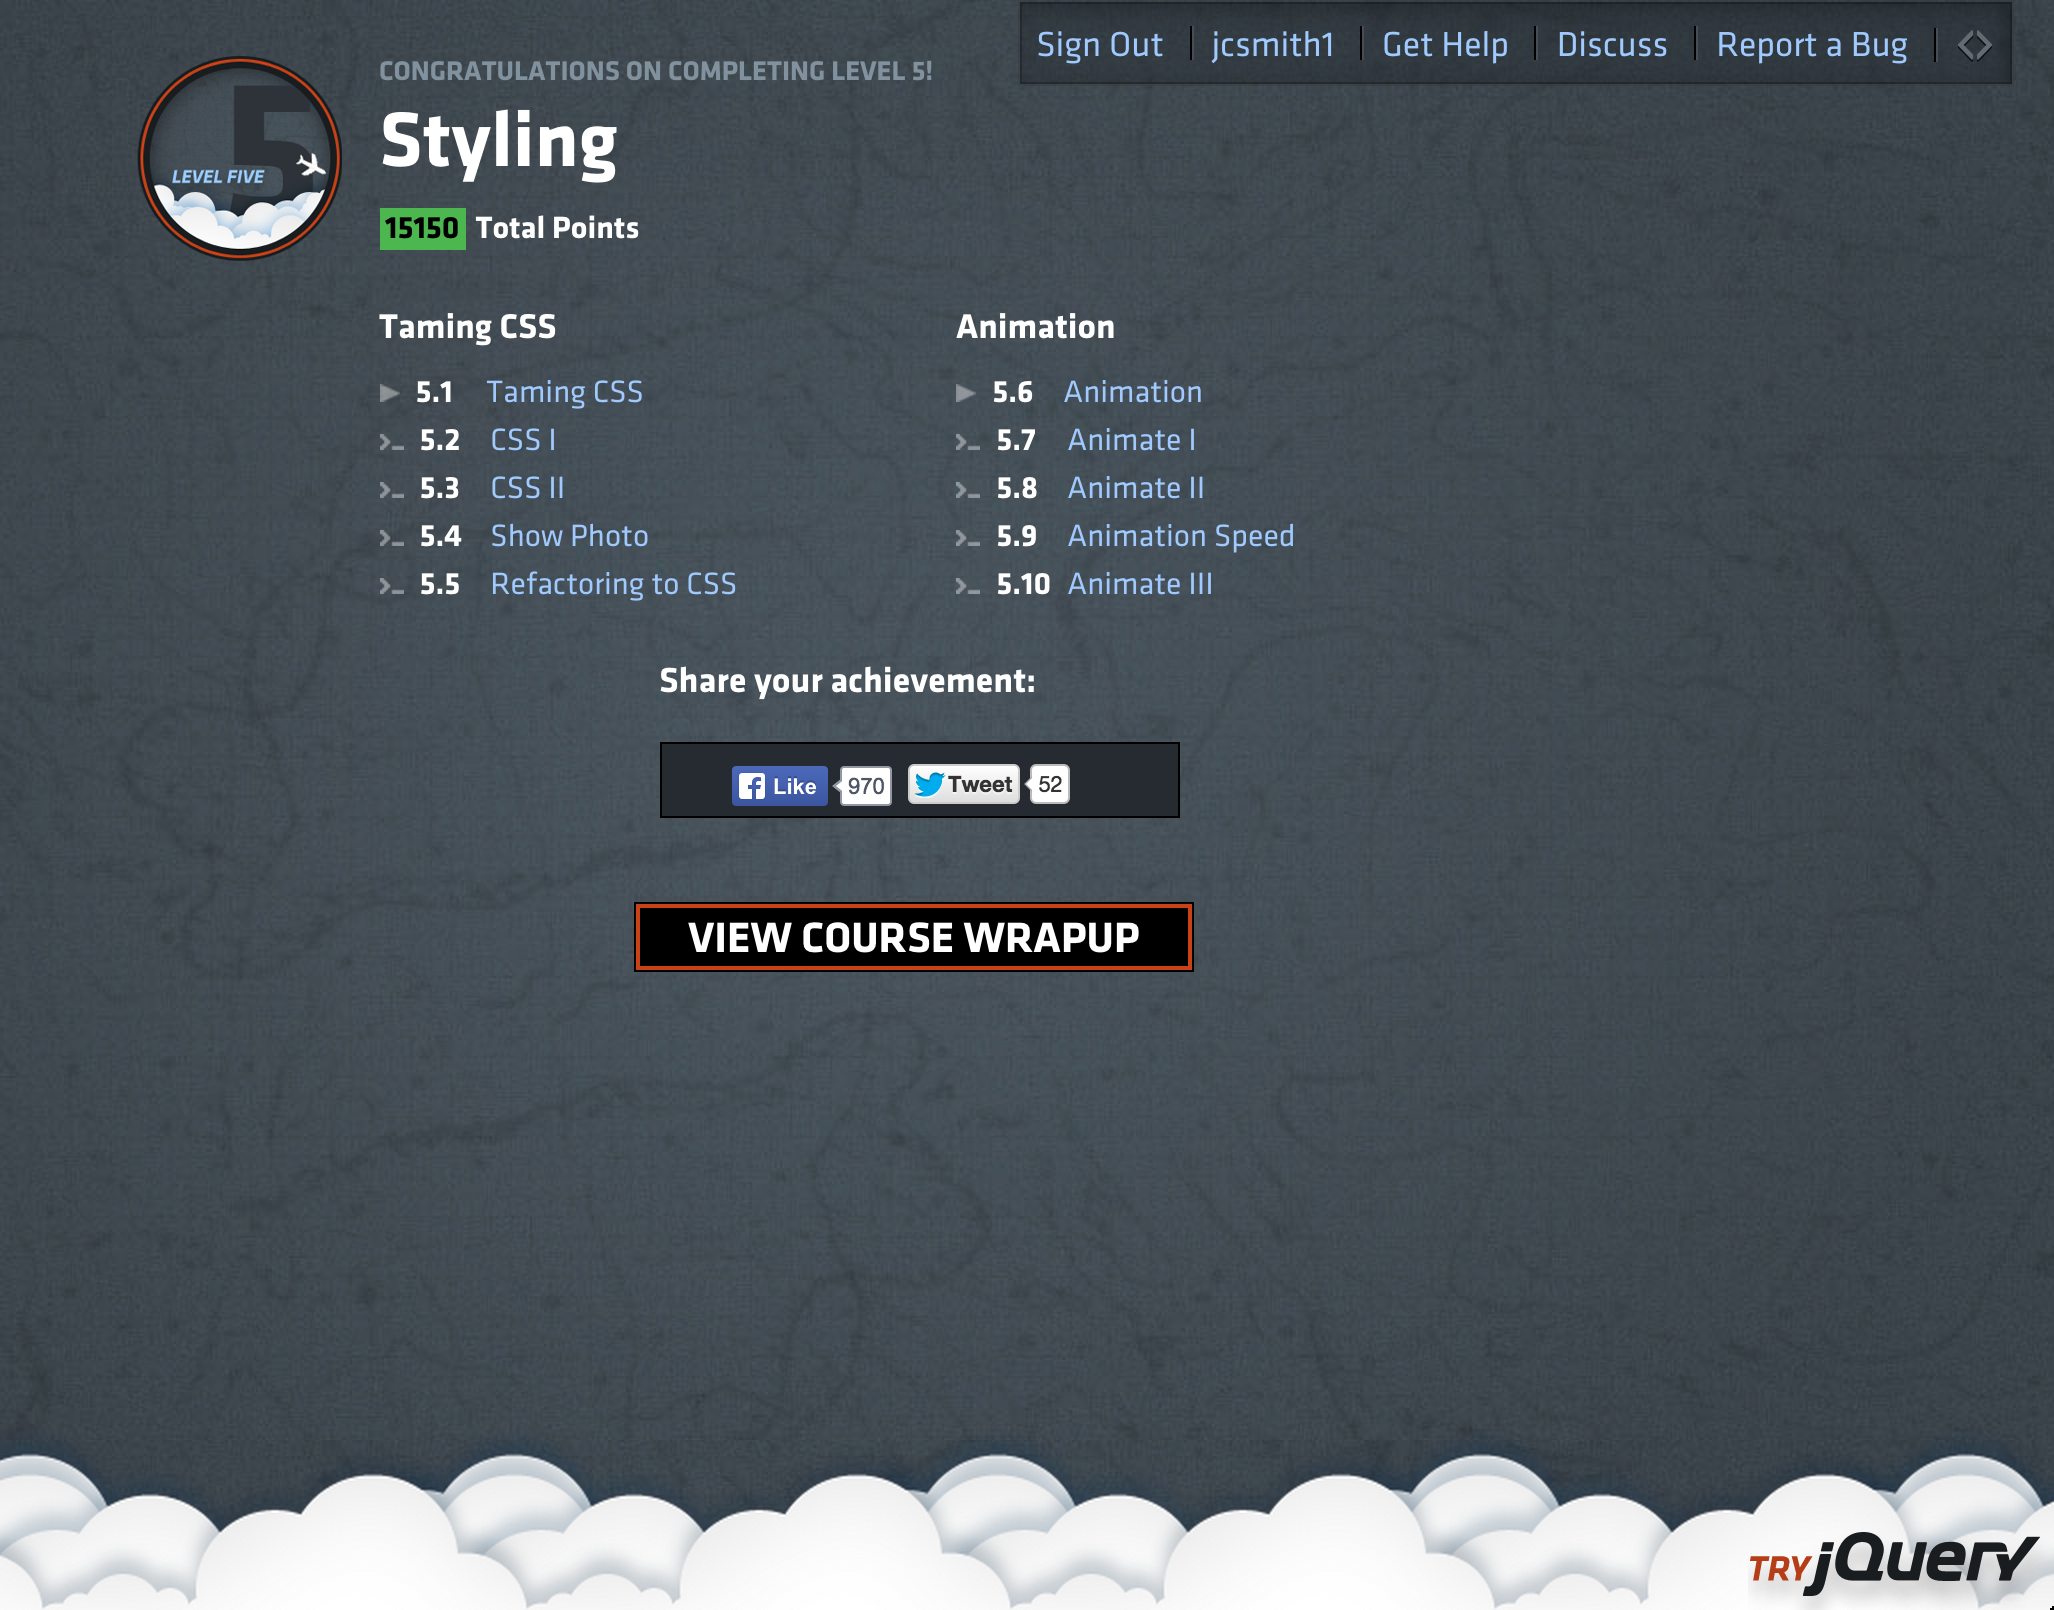 Sign Out jcsmith1 Get Help Discuss Report a Bug
CONGRATULATIONS ON COMPLETING LEVEL 5!
5
LEVEL FIVE
Styling
15150 Total Points
Taming CSS
5.1 Taming CSS
5.2 CSS I
5.3 CSS II
5.4 Show Photo
5.5 Refactoring to CSS
Animation
5.6 Animation
5.7 Animate I
5.8 Animate II
5.9 Animation Speed
5.10 Animate III
Share your achievement:
Like 970 Tweet 52
VIEW COURSE WRAPUP
TRY jQuery